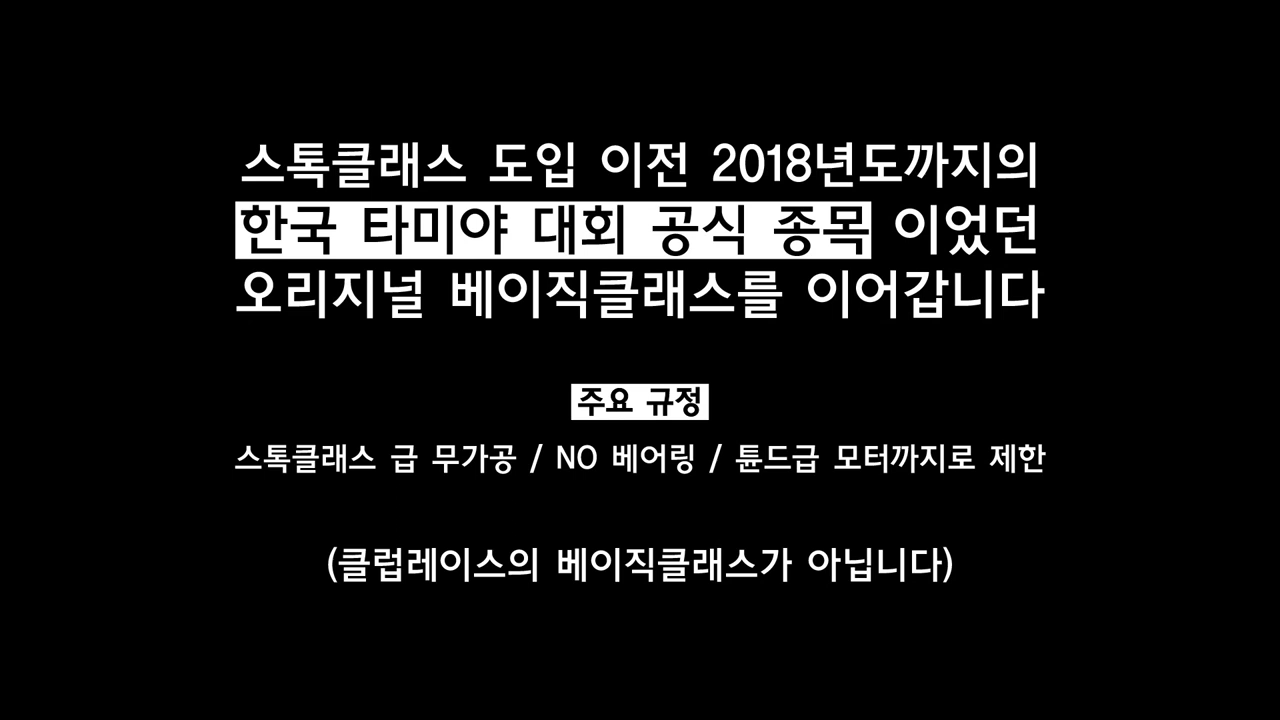 스톡클래스 도입 이전 2018년도까지의
한국 타미야 대회 공식 종목 이었던
오리지널 베이직클래스를 이어갑니다
주요 규정
스톡클래스 급 무가공 / NO 베어링 / 튠드급 모터까지로 제한
(클럽레이스의 베이직클래스가 아닙니다)